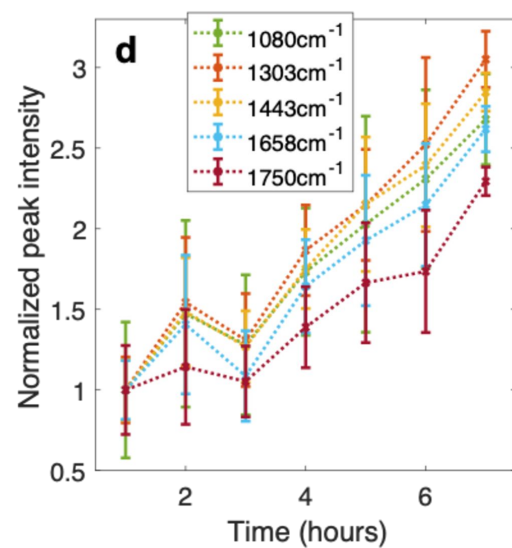 d
1080cm-1
1303cm-1
1443cm-1
1658cm-1
1750cm-1
Normalized peak intensity
3
2.5
2
1.5
1
0.5
2 4 6
Time (hours)